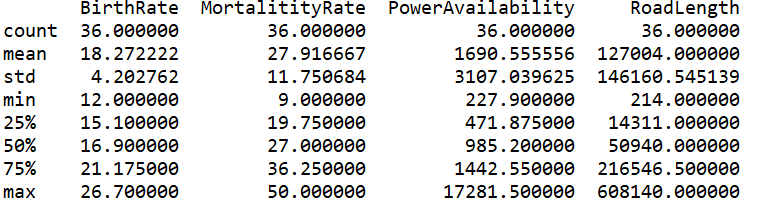 BirthRate MortalitityRate PowerAvailability RoadLength
count 36.000000 36.000000 36.000000 36.000000
mean 18.272222 27.916667 1690.555556 127004.000000
std 4.202762 11.750684 3107.039625 146160.545139
min 12.000000 9.000000 227.900000 214.000000
25% 15.100000 19.750000 471.875000 14311.000000
50% 16.900000 27.000000 985.200000 50940.000000
75% 21.175000 36.250000 1442.550000 216546.500000
max 26.700000 50.000000 17281.500000 608140.000000